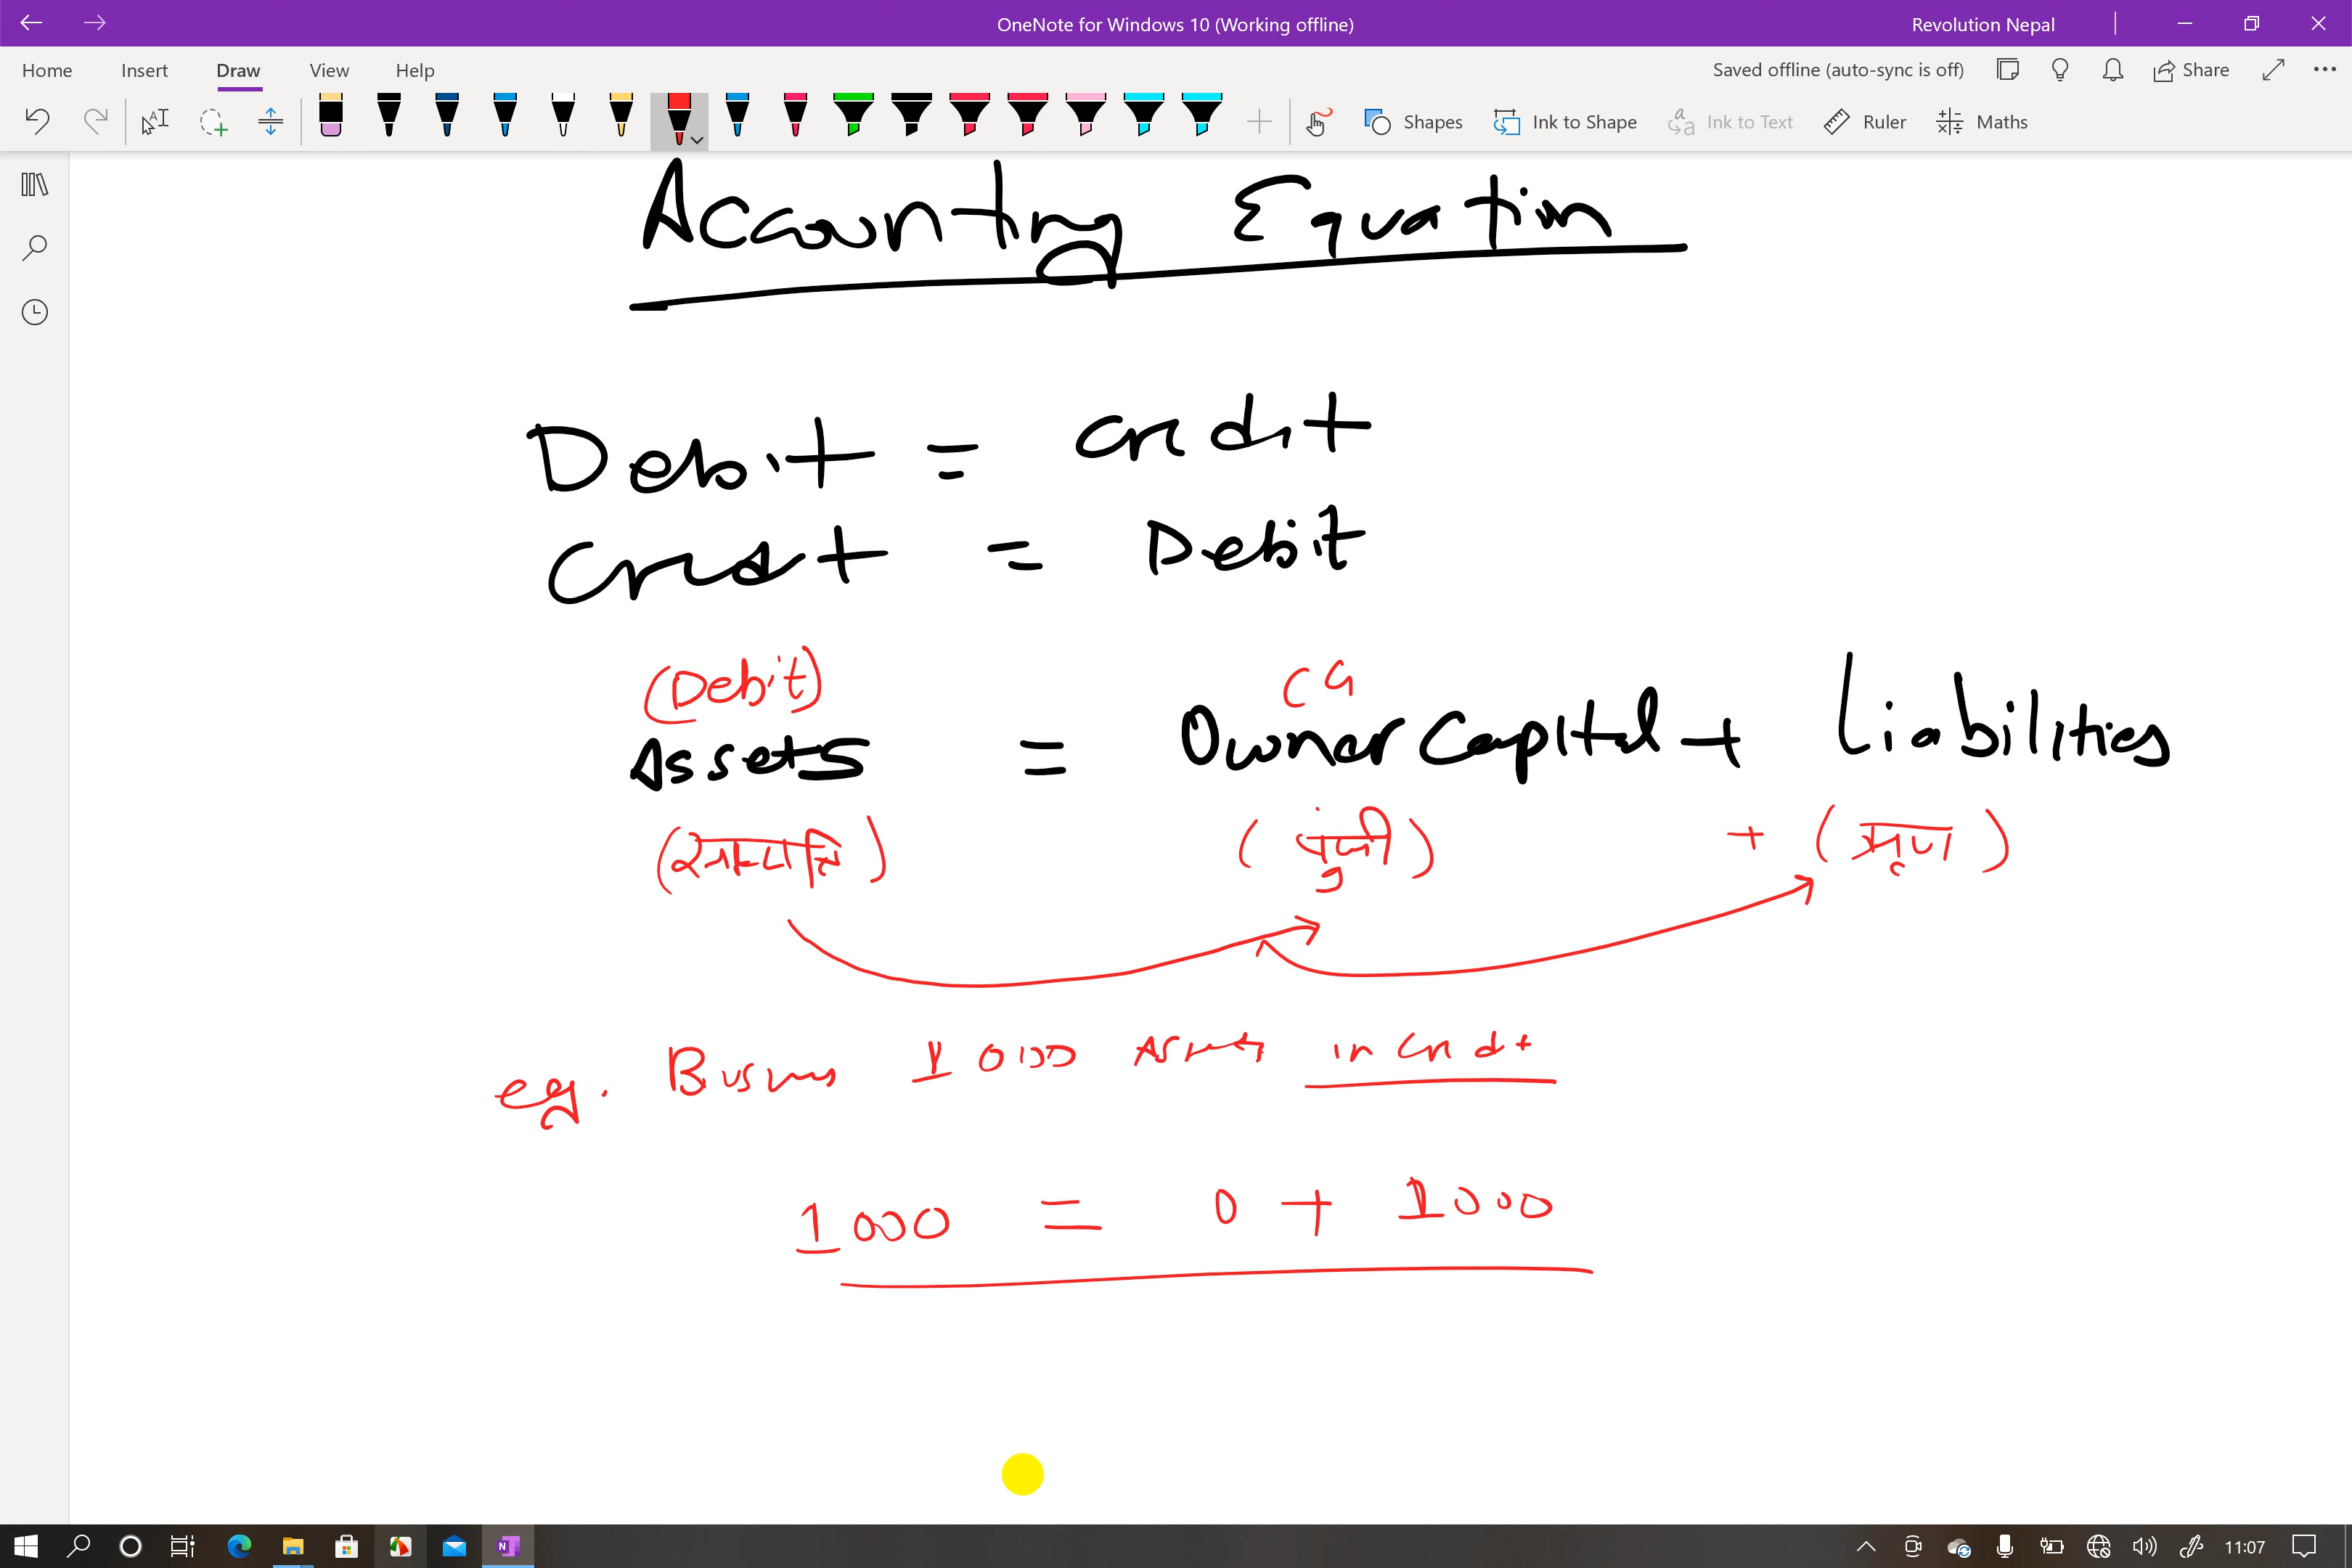 OneNote for Windows 10 (Working offline)
Revolution Nepal
Home Insert Draw View Help
Saved offline (auto-sync is off) Share
Shapes Ink to Shape Ink to Text Ruler Maths
Accounting Equation
Debit = credit
Credit = Debit
(Debit)
Assets = Owner Capital + Liabilities
(सम्पति) (पुँजी) + (ऋण)
eg. 1000 Assets in Credit
1000 = 0 + 1000
11:07